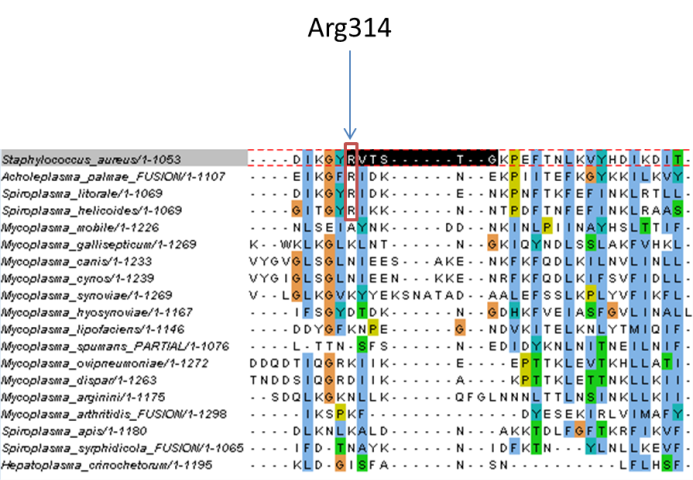 Arg314
Staphylococcus_aureus/1-1053 - - - - D I K G Y R V T S - - - - - - T - - G K P E F T N L K V Y H D I K D I T -
Acholeplasma_palmae_FUSION/1-1107 - - - - E I K G F R I D K - - - - - - N - - E K P I I T E F K G Y K K I L K V Y -
Spiroplasma_litorale/1-1069 - - - - D I K G Y R I D K - - - - - - N - - E N P N F T N K F E F I N K L R T L L
Spiroplasma_helicoides/1-1069 - - - - G I T G Y R I N K - - - - - - N - - N T P D F T N K F E F I N K L R A A S
Mycoplasma_mobile/1-1226 - - - - N L S E I A Y N K - - - - - D D - - N K I N L P I I N A Y H S L T T I F -
Mycoplasma_gallisepticum/1-1269 K - - W K L K G L K L N T - - - - - - N - - G K I Q Y N D L S S L A K F V H K L -
Mycoplasma_canis/1-1233 V Y G V G L S G L N I E E S - - A K E - - N K F K F Q D L K I L N V L I N L L -
Mycoplasma_cynos/1-1239 V Y G I G L S G L N I E E N - - K K E - - N R F K F Q D L K I F S V F I D L L -
Mycoplasma_synoviae/1-1269 V - - L G L K G V K Y Y E K S N A T A D - - A A L E F S S L K P L Y V F I K F L -
Mycoplasma_hyosynoviae/1-1167 - - - - I F S G Y D T D K - - - - - - N - - G D H K F V E I A S F G V L I N A L L
Mycoplasma_lipofaciens/1-1146 - - - D D Y G F K N P E - - - - - - G - - N D V K I T E L K N L Y T M I Q I F -
Mycoplasma_spumans_PARTIAL/1-1076 - - - - L - T T N - S F S - - - - - - N - - E D I D Y K N L N I T N E I L N I F -
Mycoplasma_ovipneumoniae/1-1272 D D Q D T I Q G R K I K - - - - - - - A - - - E P T T K L E V T K H L L A T I -
Mycoplasma_dispar/1-1263 T N D D S I Q G R D I I K - - - - - - A - - - K P T T K L E T T N K L L K I I -
Mycoplasma_arginini/1-1175 - - S D Q L K G K N L L K - - - - - Q F G L N N N L T T L N S I N K L L K I I -
Mycoplasma_arthritidis_FUSION/1-1298 - - - - - I K S P K F - - - - - - - - - - - - - - D Y E S E K I R L V I M A F Y -
Spiroplasma_apis/1-1180 - - D L K N L K A L D - - - - - - - - N - - A K K T D L F G F T K R F I K V F -
Spiroplasma_syrphidicola_FUSION/1-1065 - - - - I F D - T N A Y K - - - - - - N - - I D F K T N - - Y L N L L K E V F -
Hepatoplasma_crinochetorum/1-1195 - - - K L D - G I S F A - - - - - - - N - - S N - - - - - - - - - - L F L H S F -